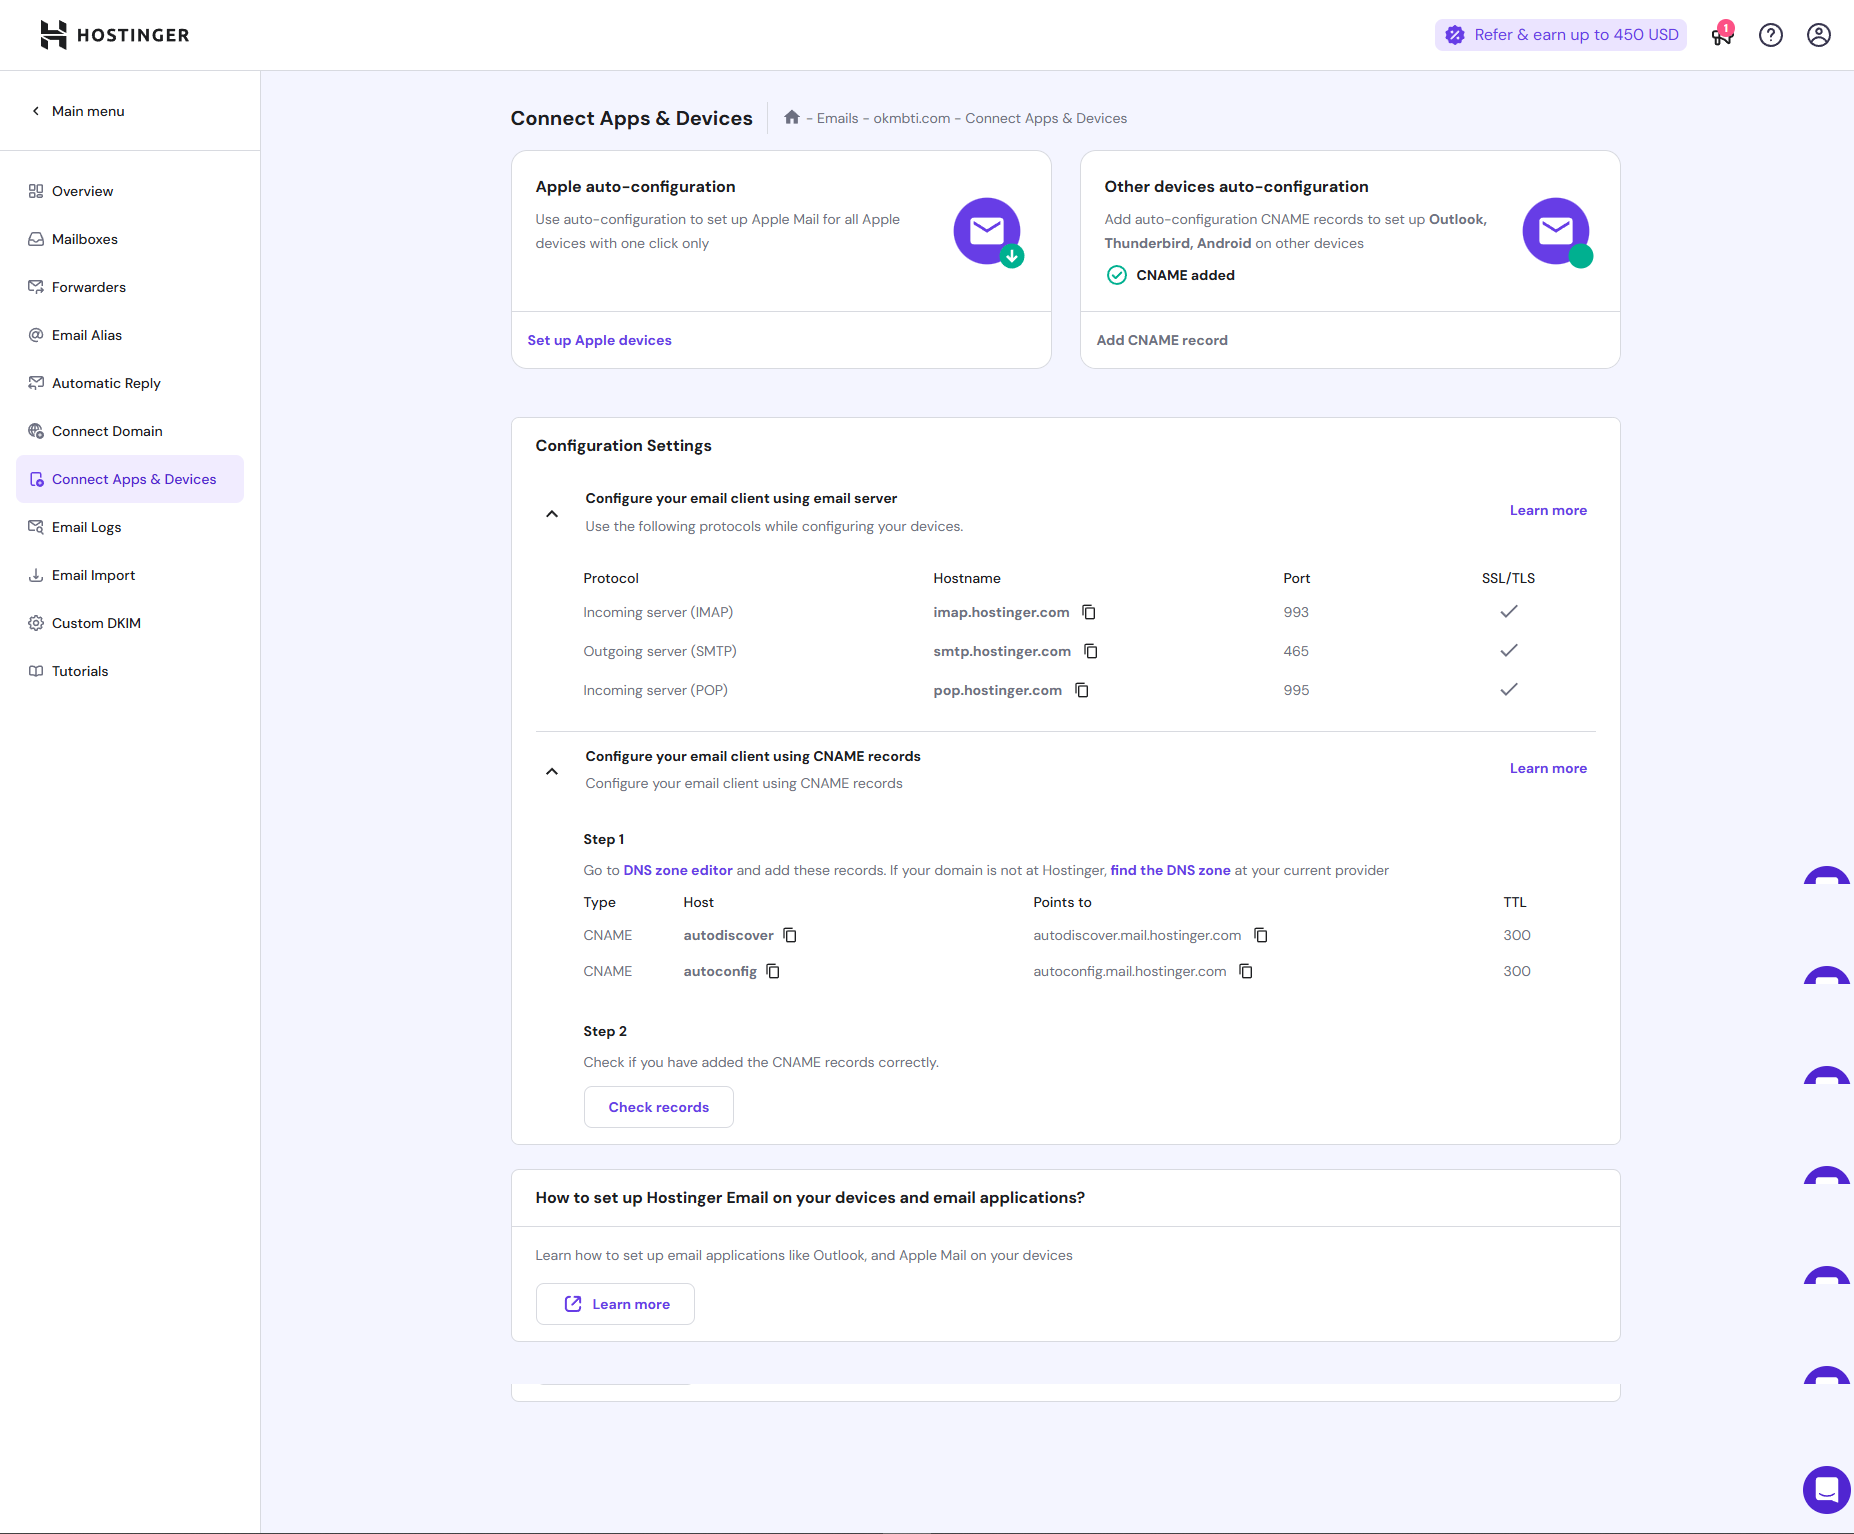 HOSTINGER
Refer & earn up to 450 USD
1
Main menu
Overview
Mailboxes
Forwarders
Email Alias
Automatic Reply
Connect Domain
Connect Apps & Devices
Email Logs
Email Import
Custom DKIM
Tutorials
Connect Apps & Devices
- Emails - okmbti.com - Connect Apps & Devices
Apple auto-configuration
Use auto-configuration to set up Apple Mail for all Apple
devices with one click only
Set up Apple devices
Other devices auto-configuration
Add auto-configuration CNAME records to set up Outlook,
Thunderbird, Android on other devices
CNAME added
Add CNAME record
Configuration Settings
Configure your email client using email server
Use the following protocols while configuring your devices.
Learn more
Protocol Hostname Port SSL/TLS
Incoming server (IMAP) imap.hostinger.com 993
Outgoing server (SMTP) smtp.hostinger.com 465
Incoming server (POP) pop.hostinger.com 995
Configure your email client using CNAME records
Configure your email client using CNAME records
Learn more
Step 1
Go to DNS zone editor and add these records. If your domain is not at Hostinger, find the DNS zone at your current provider
Type Host Points to TTL
CNAME autodiscover autodiscover.mail.hostinger.com 300
CNAME autoconfig autoconfig.mail.hostinger.com 300
Step 2
Check if you have added the CNAME records correctly.
Check records
How to set up Hostinger Email on your devices and email applications?
Learn how to set up email applications like Outlook, and Apple Mail on your devices
Learn more